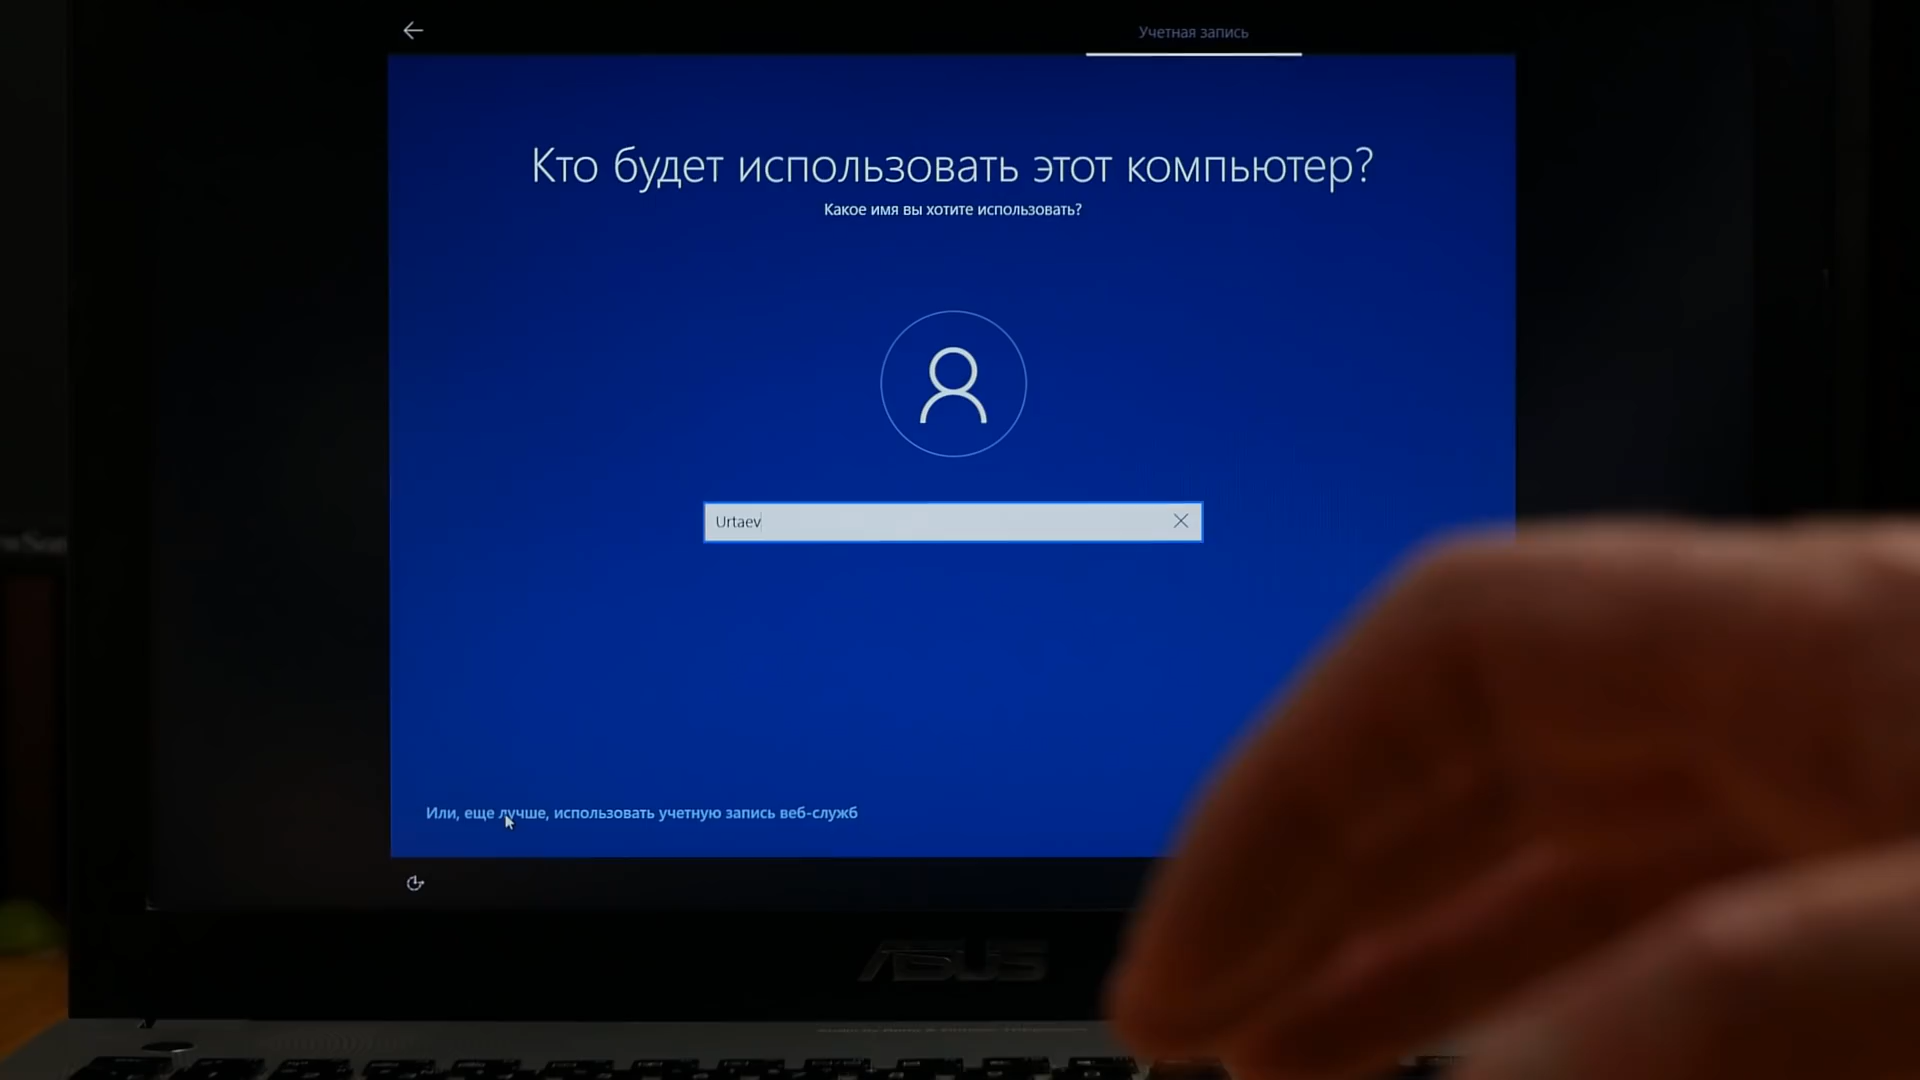 Учетная запись
Кто будет использовать этот компьютер?
Какое имя вы хотите использовать?
Urtaev
Или, еще лучше, использовать учетную запись веб-служб
ASUS